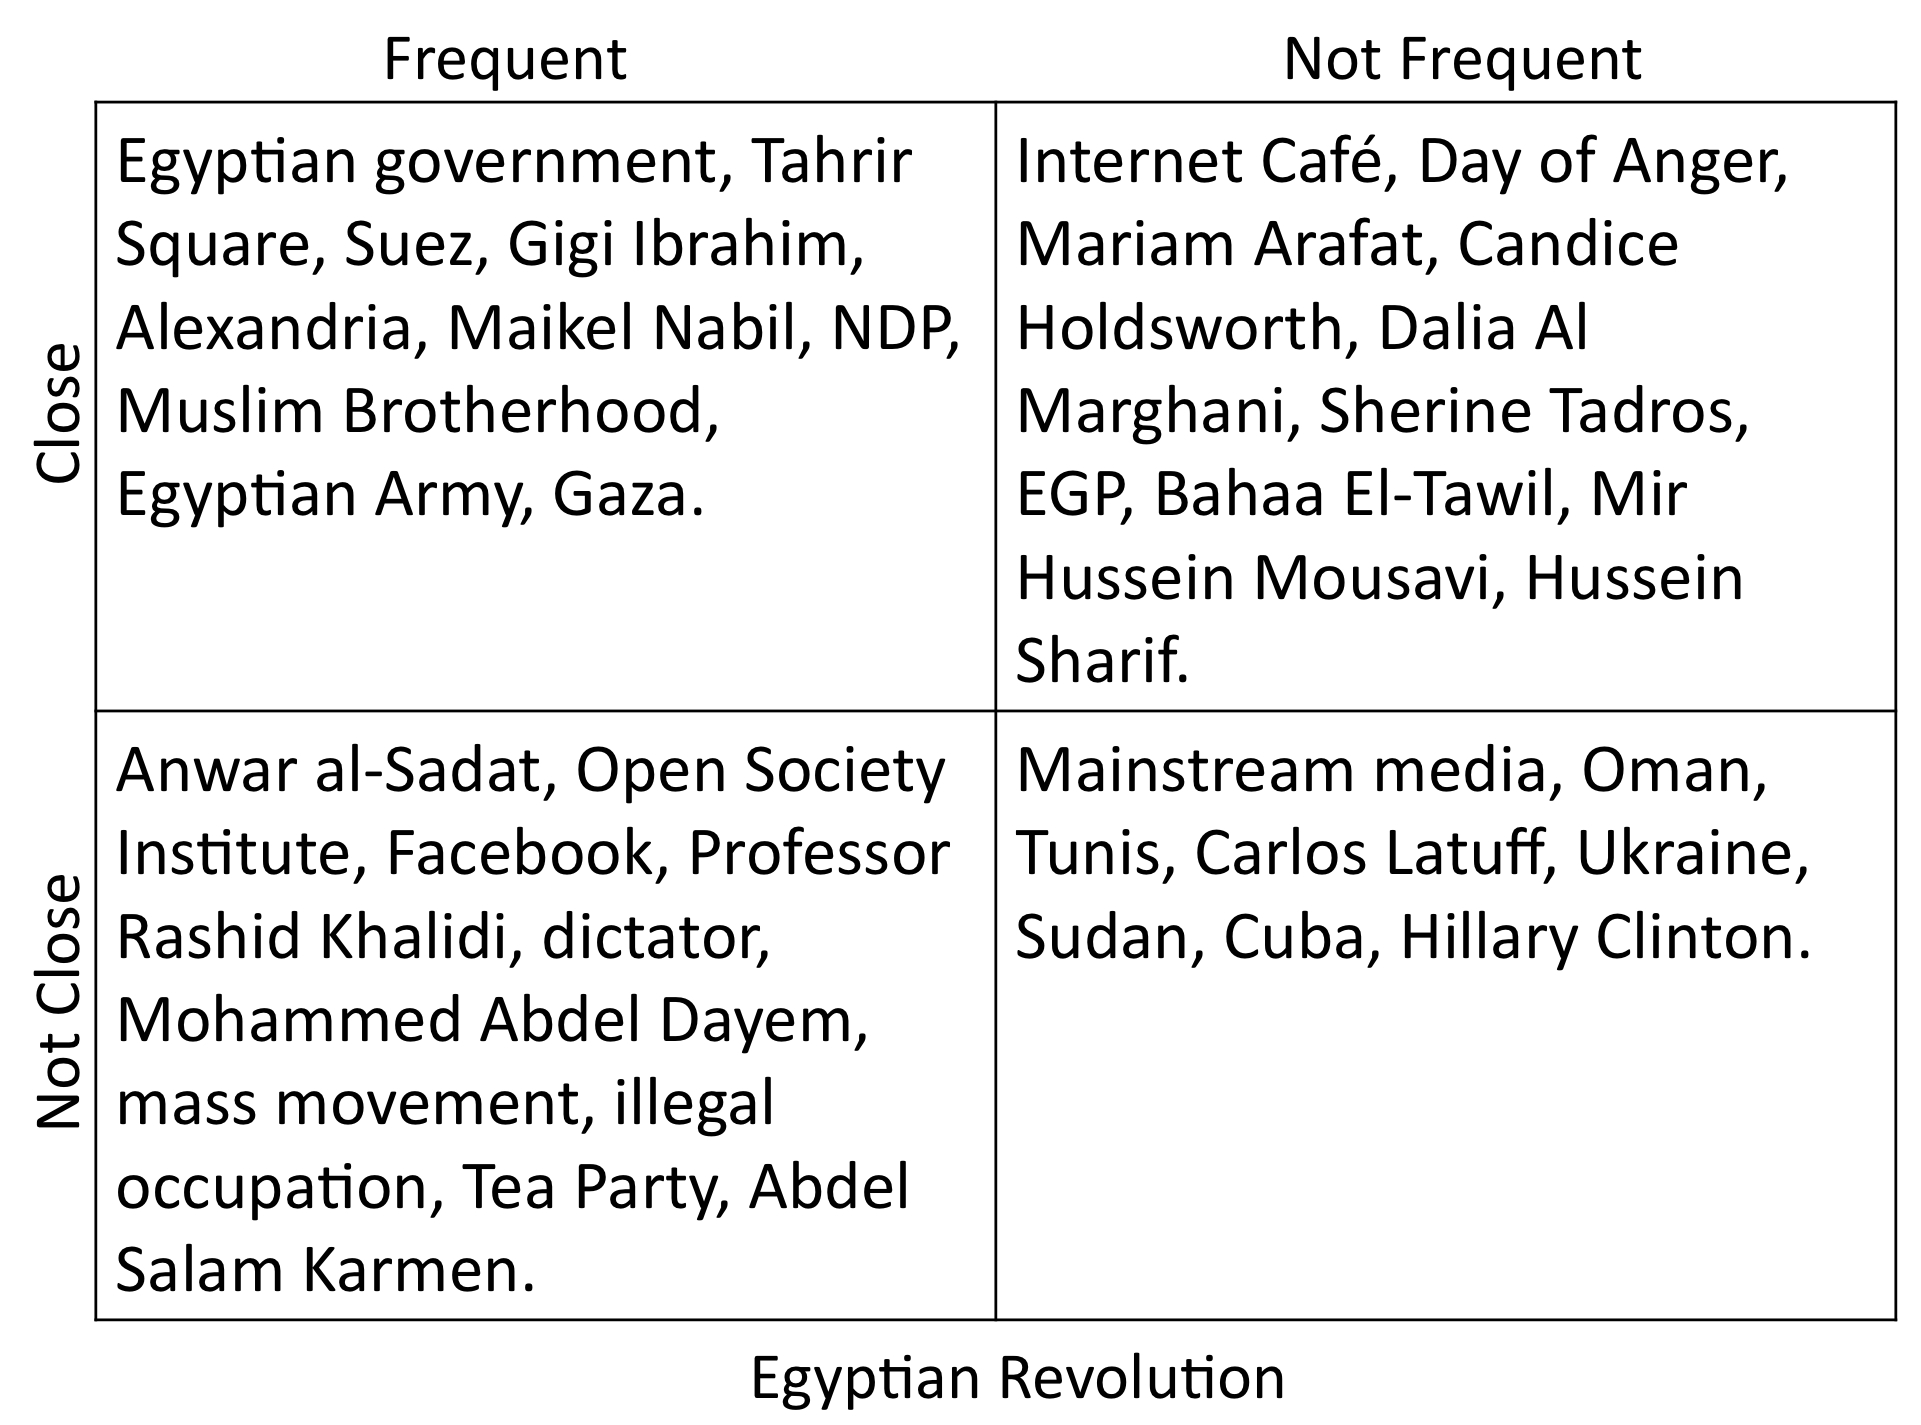 Frequent
Not Frequent
Close
Egyptian government, Tahrir
Square, Suez, Gigi Ibrahim,
Alexandria, Maikel Nabil, NDP,
Muslim Brotherhood,
Egyptian Army, Gaza.
Internet Café, Day of Anger,
Mariam Arafat, Candice
Holdsworth, Dalia Al
Marghani, Sherine Tadros,
EGP, Bahaa El-Tawil, Mir
Hussein Mousavi, Hussein
Sharif.
Not Close
Anwar al-Sadat, Open Society
Institute, Facebook, Professor
Rashid Khalidi, dictator,
Mohammed Abdel Dayem,
mass movement, illegal
occupation, Tea Party, Abdel
Salam Karmen.
Mainstream media, Oman,
Tunis, Carlos Latuff, Ukraine,
Sudan, Cuba, Hillary Clinton.
Egyptian Revolution